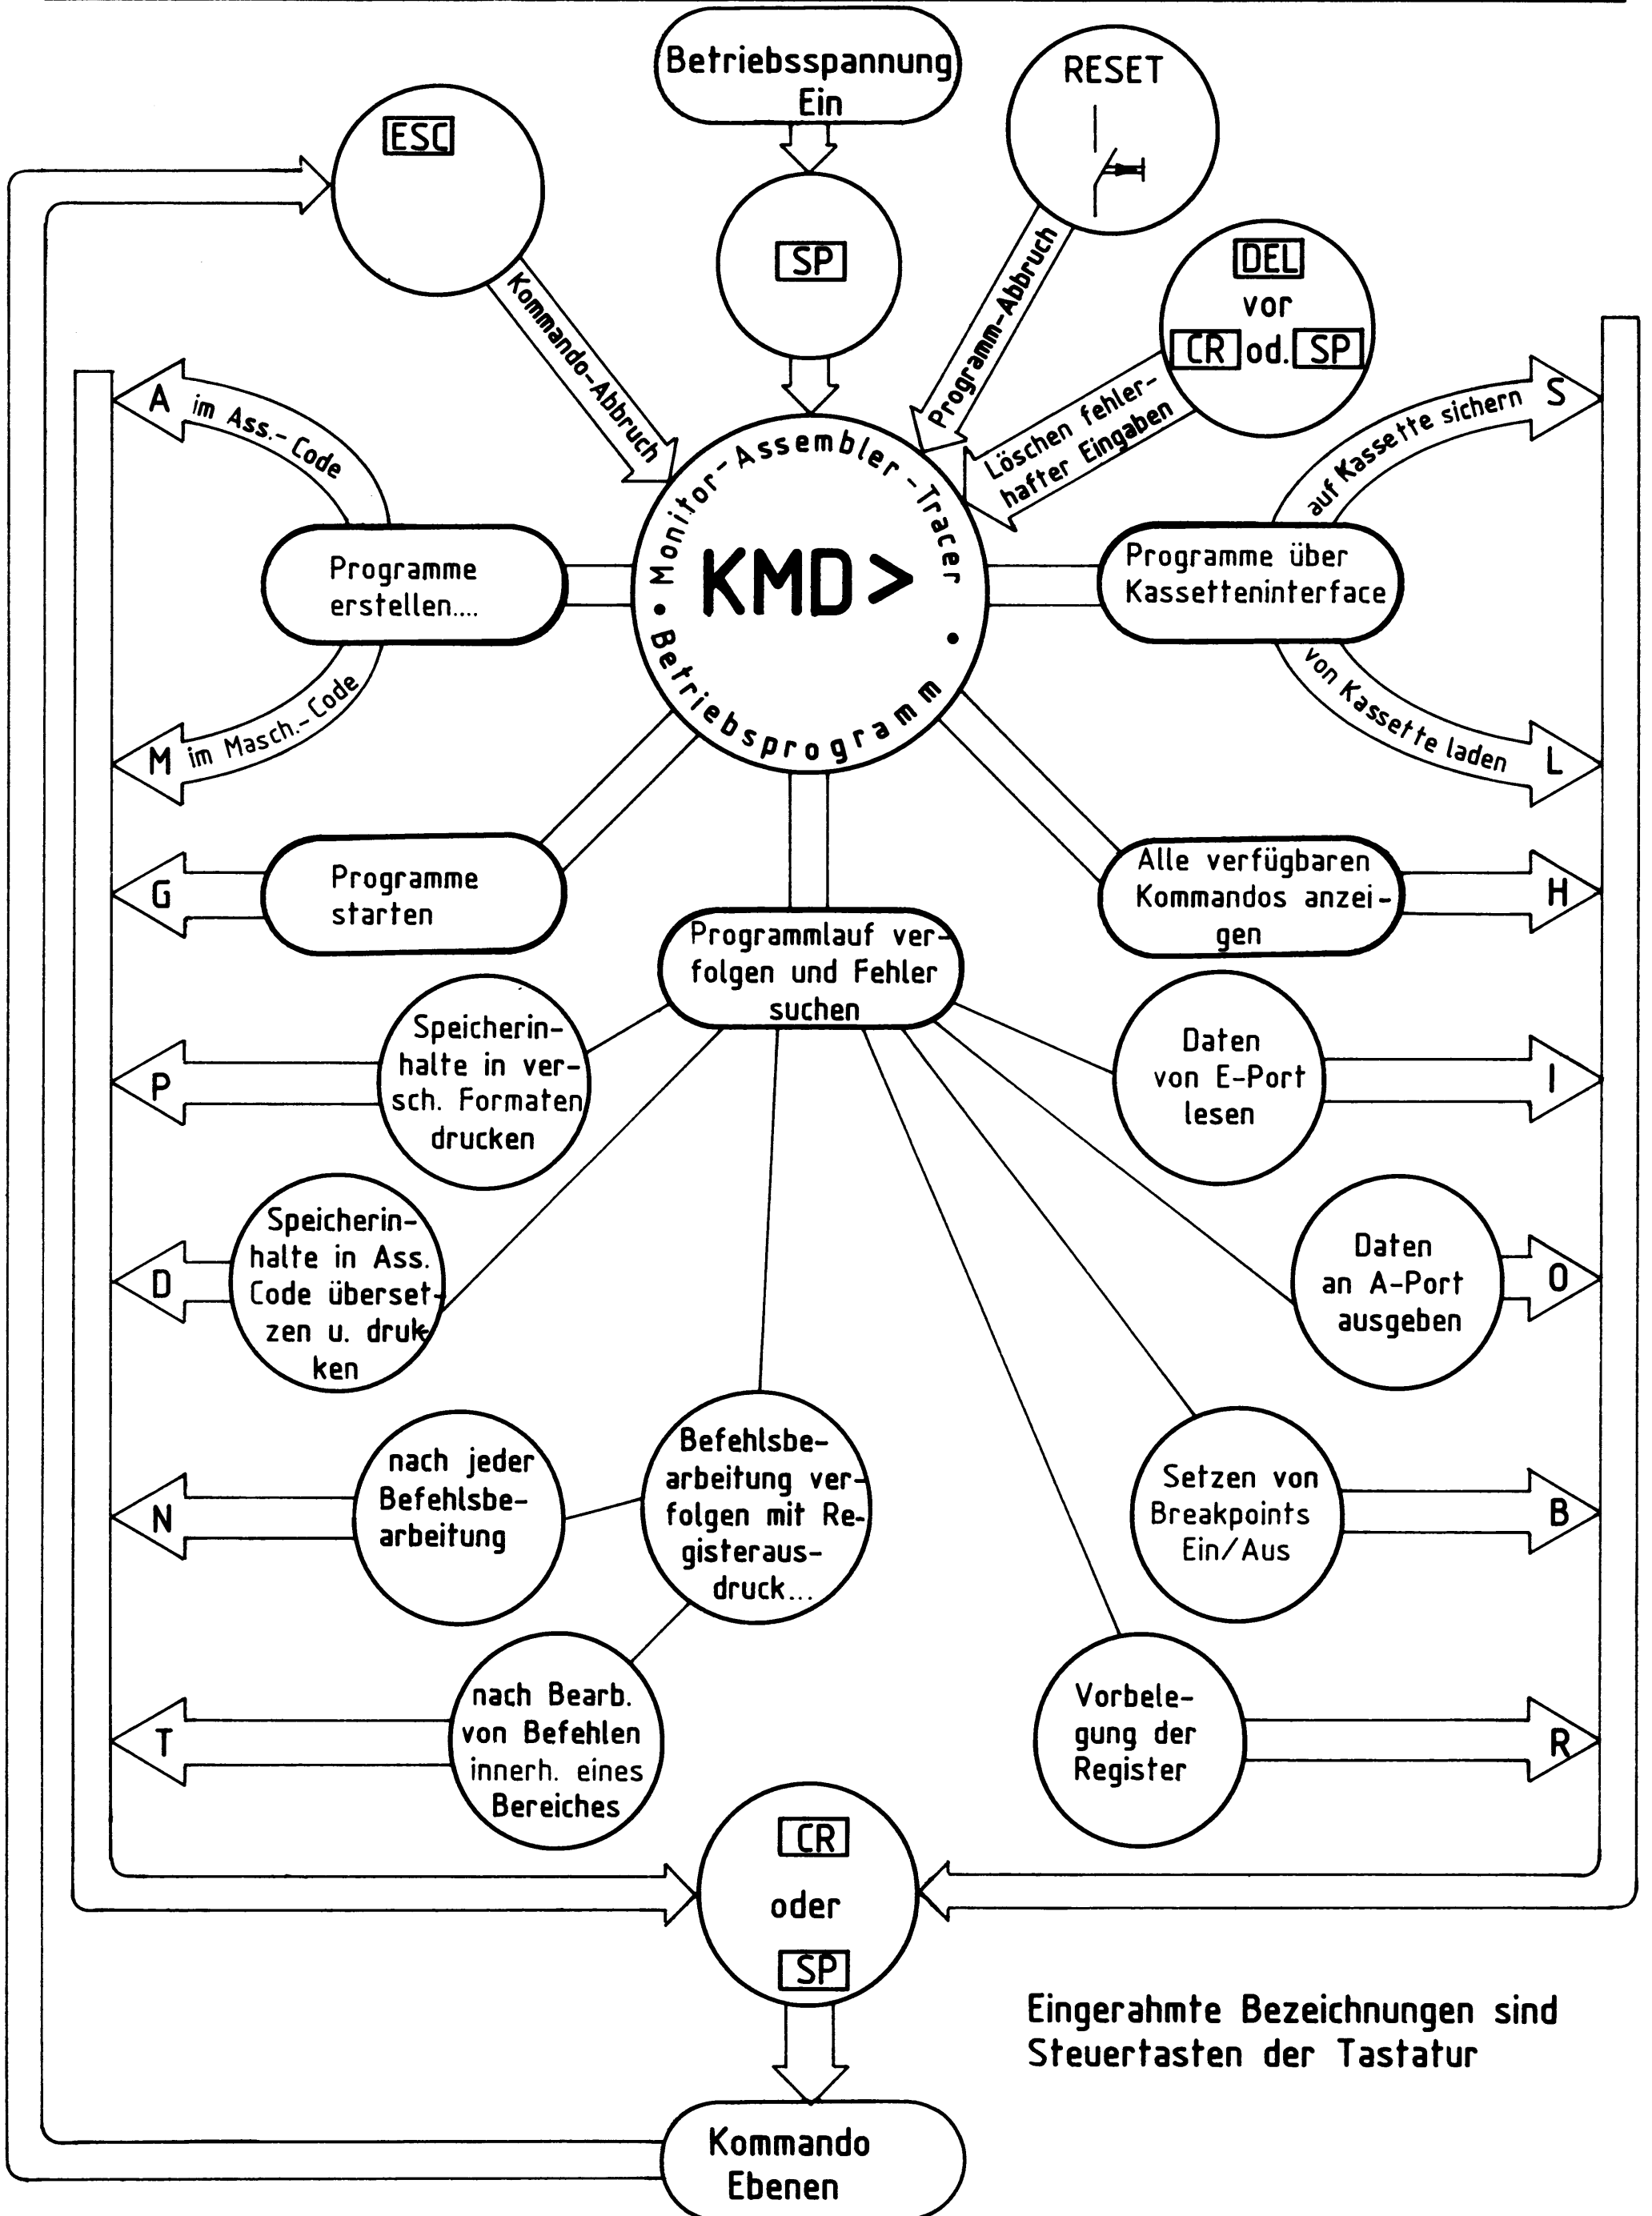 Betriebsspannung
Ein
RESET
ESC
SP
DEL
vor
CR od. SP
Kommando-Abbruch
Programm-Abbruch
Löschen fehler-
hafter Eingaben
A im Ass.-Code
auf Kassette sichern S
Monitor-Assembler-Tracer
KMD>
• Betriebsprogramm •
Programme
erstellen....
Programme über
Kassetteninterface
M im Masch.-Code
von Kassette laden L
G
Programme
starten
Alle verfügbaren
Kommandos anzei-
gen
H
Programmlauf ver-
folgen und Fehler
suchen
P
Speicherin-
halte in ver-
sch. Formaten
drucken
Daten
von E-Port
lesen
I
D
Speicherin-
halte in Ass.
Code überset-
zen u. druk-
ken
Daten
an A-Port
ausgeben
O
N
nach jeder
Befehlsbe-
arbeitung
Befehlsbe-
arbeitung ver-
folgen mit Re-
gisteraus-
druck...
Setzen von
Breakpoints
Ein/Aus
B
T
nach Bearb.
von Befehlen
innerh. eines
Bereiches
Vorbele-
gung der
Register
R
CR
oder
SP
Eingerahmte Bezeichnungen sind
Steuertasten der Tastatur
Kommando
Ebenen